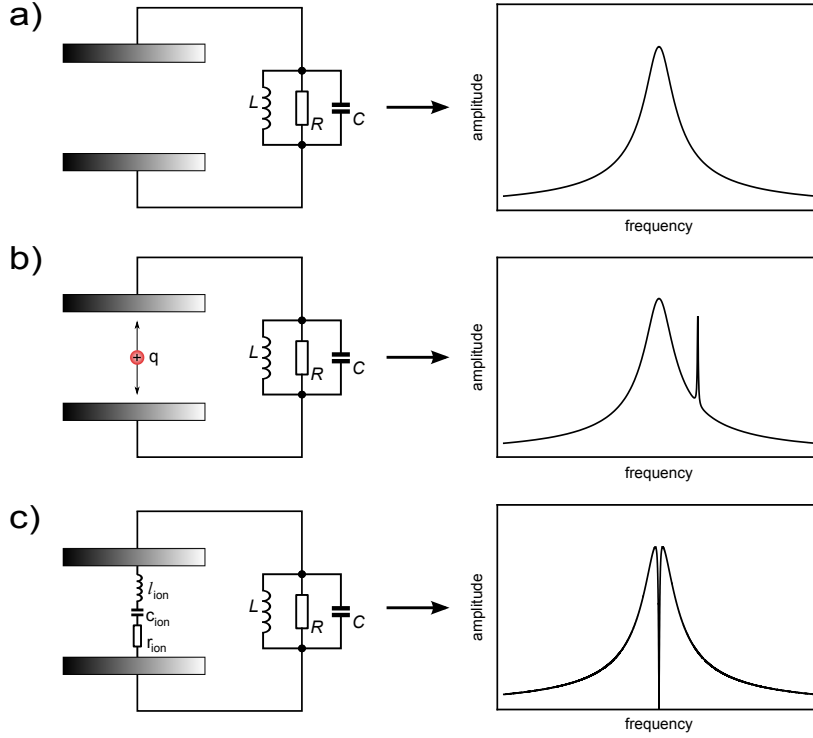 a)
L
R
C
amplitude
frequency
b)
+
q
L
R
C
amplitude
frequency
c)
l_ion
c_ion
r_ion
L
R
C
amplitude
frequency